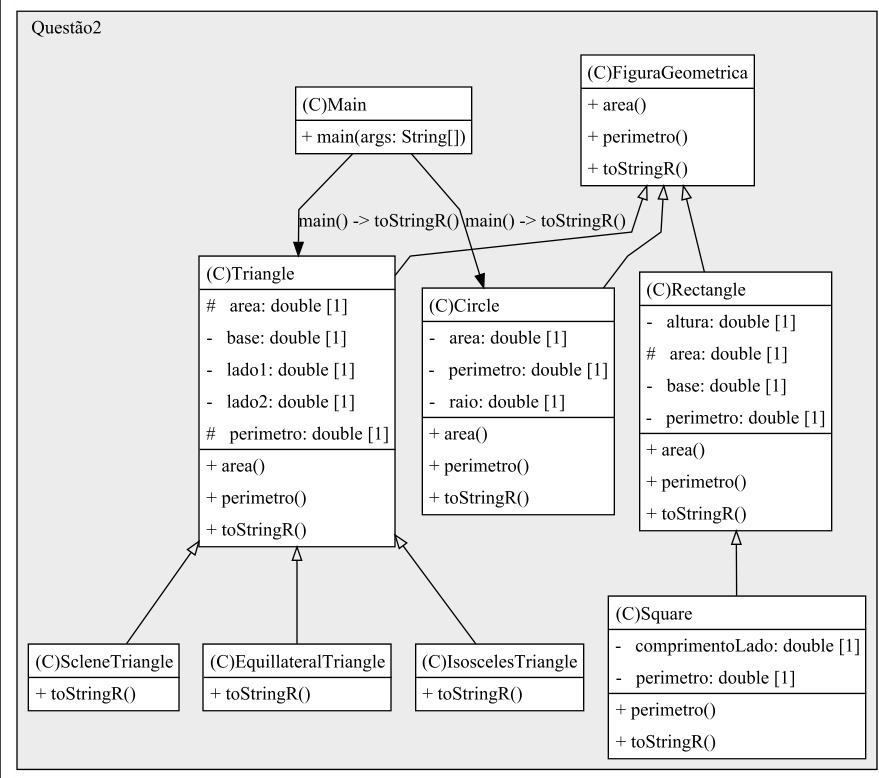 Questão2
(C)Main
+ main(args: String[])
(C)FiguraGeometrica
+ area()
+ perimetro()
+ toStringR()
main() -> toStringR()
main() -> toStringR()
(C)Triangle
# area: double [1]
- base: double [1]
- lado1: double [1]
- lado2: double [1]
# perimetro: double [1]
+ area()
+ perimetro()
+ toStringR()
(C)Circle
- area: double [1]
- perimetro: double [1]
- raio: double [1]
+ area()
+ perimetro()
+ toStringR()
(C)Rectangle
- altura: double [1]
# area: double [1]
- base: double [1]
- perimetro: double [1]
+ area()
+ perimetro()
+ toStringR()
(C)ScleneTriangle
+ toStringR()
(C)EquillateralTriangle
+ toStringR()
(C)IsoscelesTriangle
+ toStringR()
(C)Square
- comprimentoLado: double [1]
- perimetro: double [1]
+ perimetro()
+ toStringR()